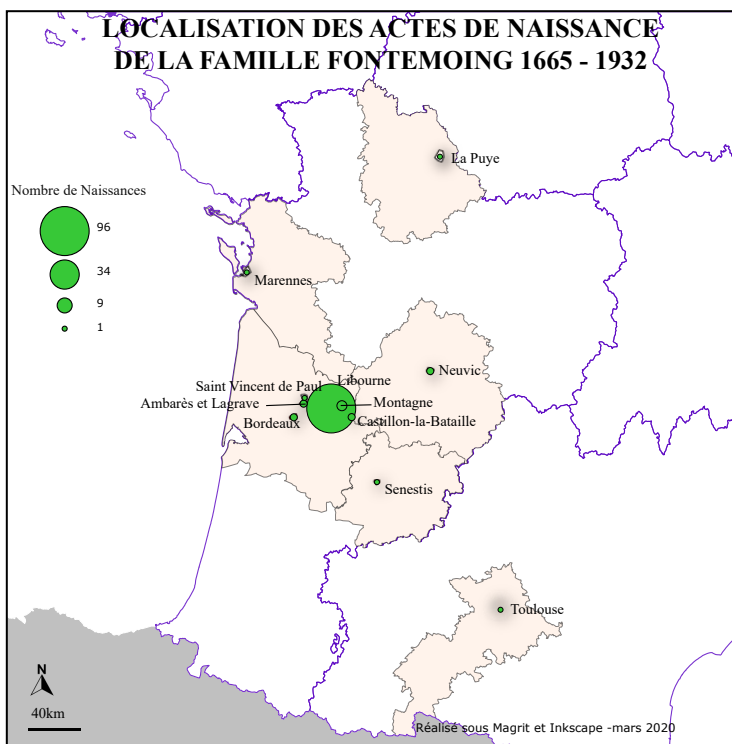 LOCALISATION DES ACTES DE NAISSANCE
DE LA FAMILLE FONTEMOING 1665 - 1932
La Puye
Nombre de Naissances
96
34
9
1
Marennes
Neuvic
Saint Vincent de Paul
Libourne
Ambarès et Lagrave
Montagne
Bordeaux
Castillon-la-Bataille
Senestis
Toulouse
N
40km
Réalisé sous Magrit et Inkscape -mars 2020